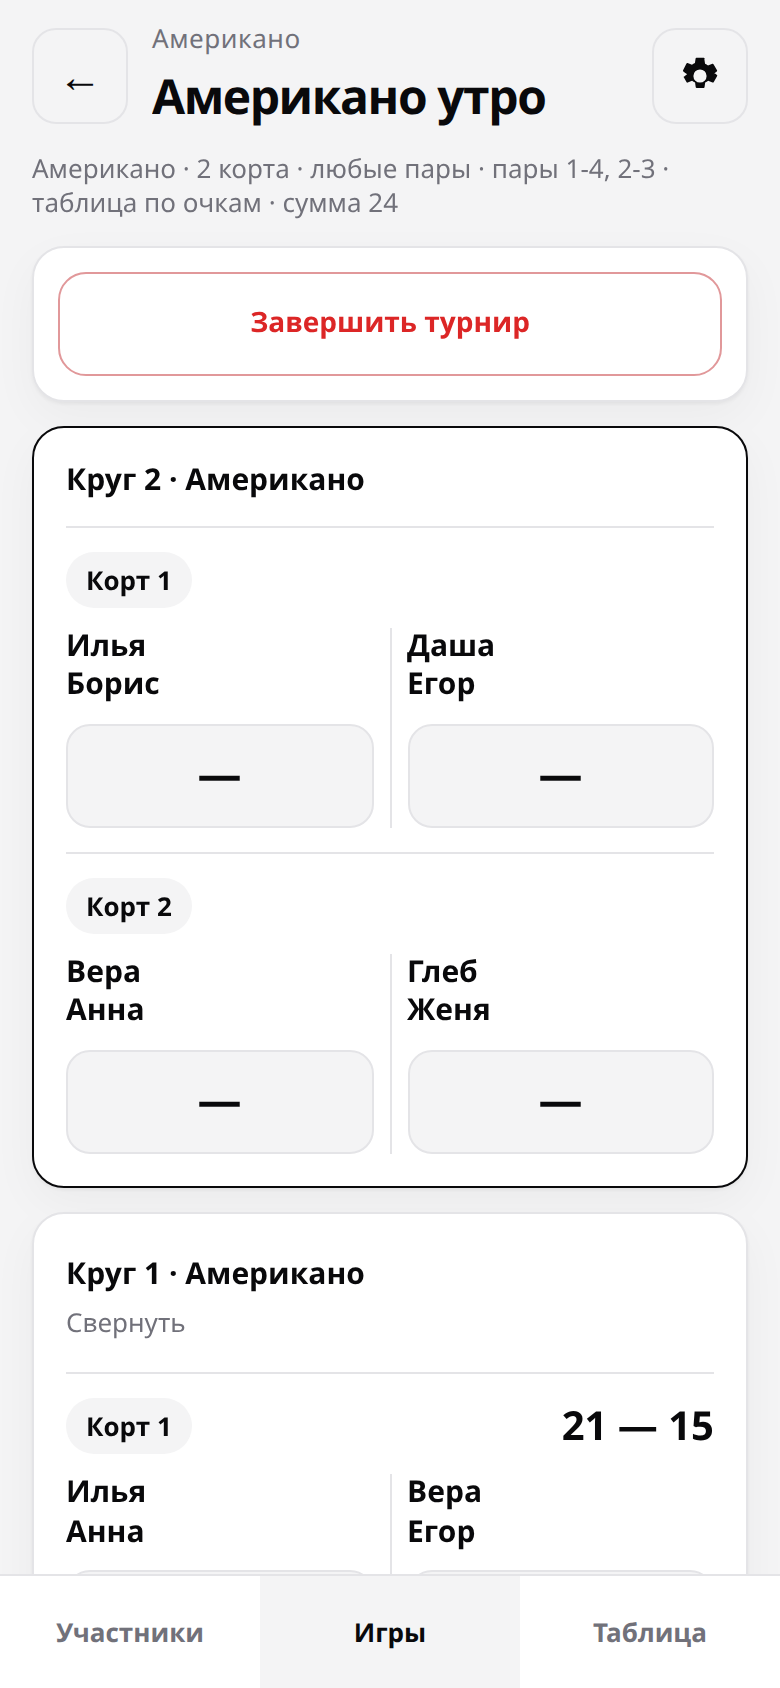 Американо
Американо утро
Американо · 2 корта · любые пары · пары 1-4, 2-3 ·
таблица по очкам · сумма 24
Завершить турнир
Круг 2 · Американо
Корт 1
Илья
Борис
Даша
Егор
—
—
Корт 2
Вера
Анна
Глеб
Женя
—
—
Круг 1 · Американо
Свернуть
Корт 1
21 — 15
Илья
Анна
Вера
Егор
Участники
Игры
Таблица